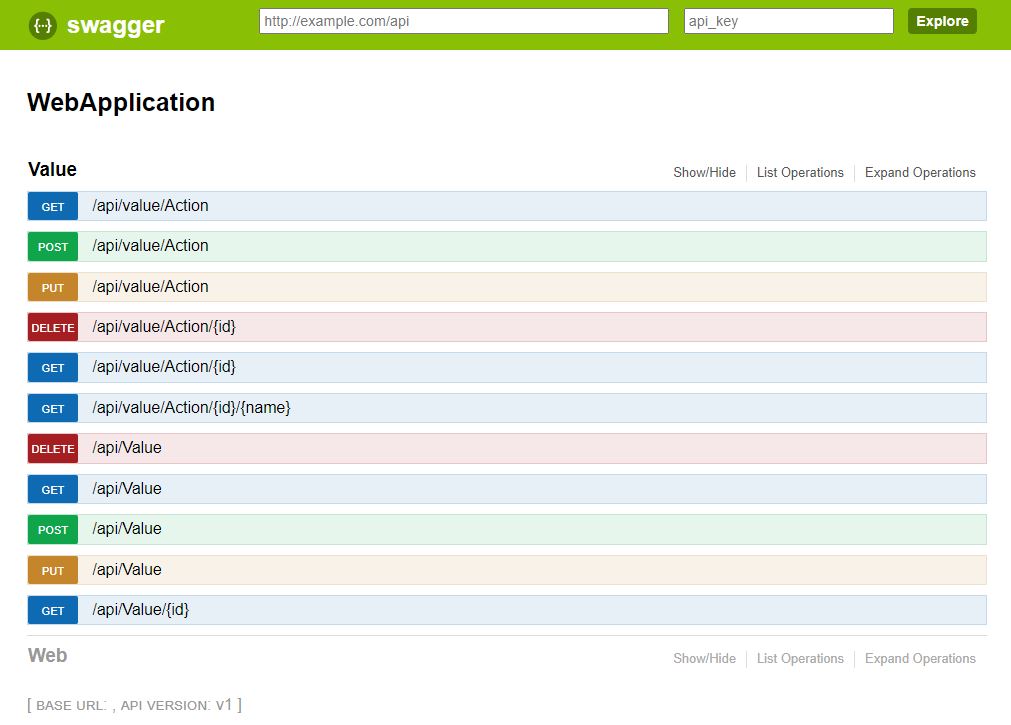 {··} swagger http://example.com/api api_key Explore
WebApplication
Value Show/Hide List Operations Expand Operations
GET /api/value/Action
POST /api/value/Action
PUT /api/value/Action
DELETE /api/value/Action/{id}
GET /api/value/Action/{id}
GET /api/value/Action/{id}/{name}
DELETE /api/Value
GET /api/Value
POST /api/Value
PUT /api/Value
GET /api/Value/{id}
Web Show/Hide List Operations Expand Operations
[ BASE URL: , API VERSION: V1 ]